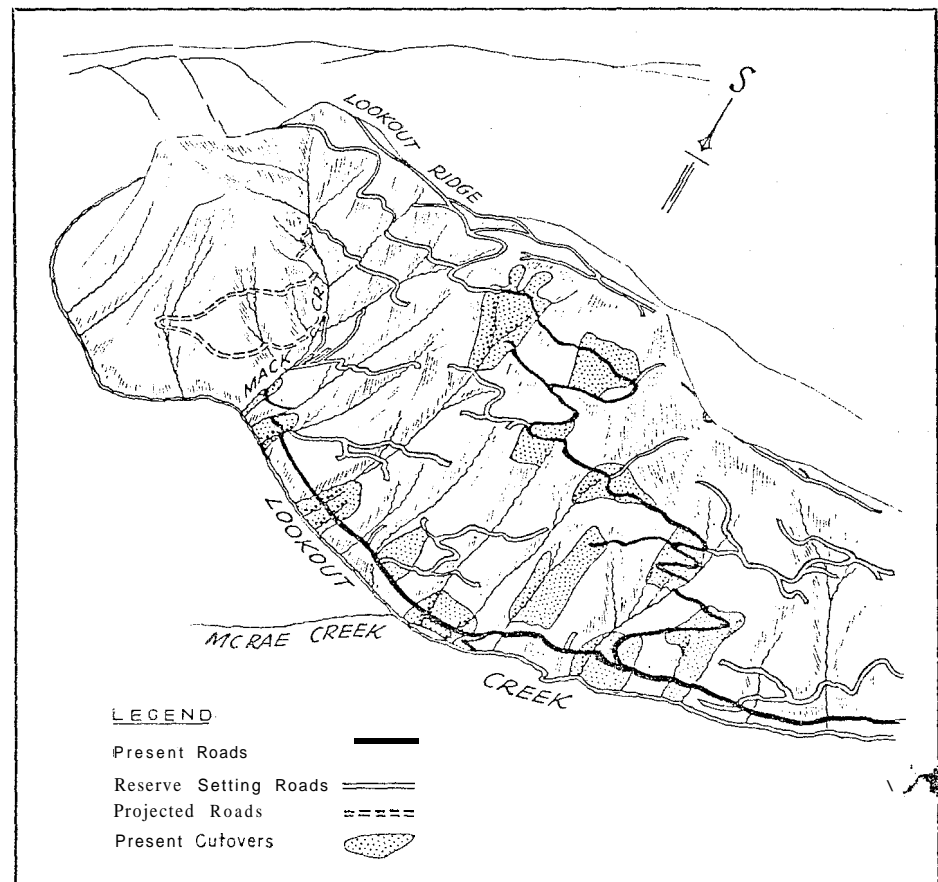 S
LOOKOUT RIDGE
MACK CR.
LOOKOUT CREEK
MCRAE CREEK
LEGEND
Present Roads
Reserve Setting Roads
Projected Roads
Present Cutovers